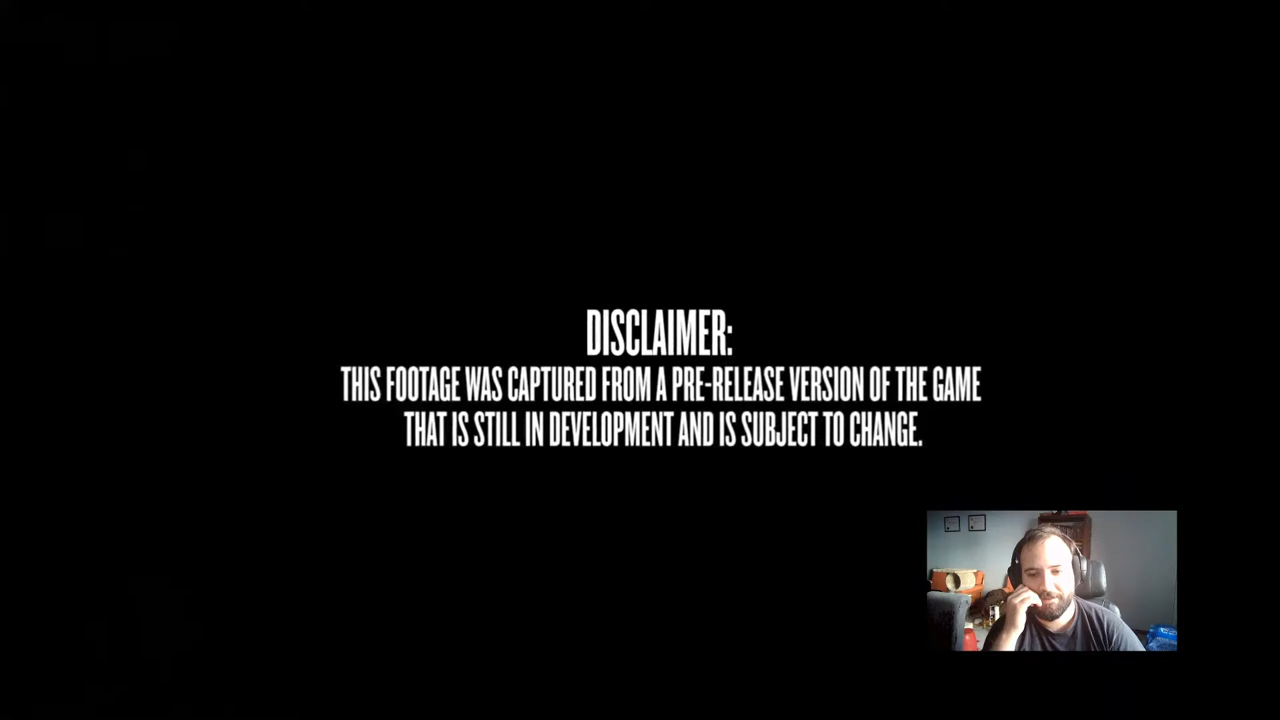 DISCLAIMER:
THIS FOOTAGE WAS CAPTURED FROM A PRE-RELEASE VERSION OF THE GAME
THAT IS STILL IN DEVELOPMENT AND IS SUBJECT TO CHANGE.